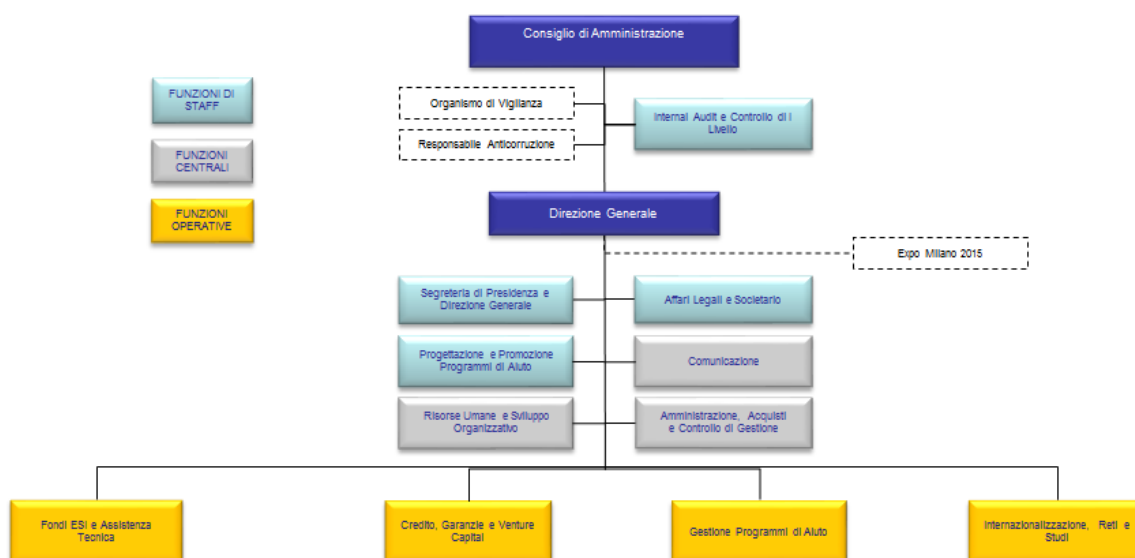 Consiglio di Amministrazione
FUNZIONI DI
STAFF
Organismo di Vigilanza
Internal Audit e Controllo di I
Livello
Responsabile Anticorruzione
FUNZIONI
CENTRALI
FUNZIONI
OPERATIVE
Direzione Generale
Expo Milano 2015
Segreteria di Presidenza e
Direzione Generale
Affari Legali e Societario
Progettazione e Promozione
Programmi di Aiuto
Comunicazione
Risorse Umane e Sviluppo
Organizzativo
Amministrazione, Acquisti
e Controllo di Gestione
Fondi ESI e Assistenza
Tecnica
Credito, Garanzie e Venture
Capital
Gestione Programmi di Aiuto
Internazionalizzazione, Reti e
Studi